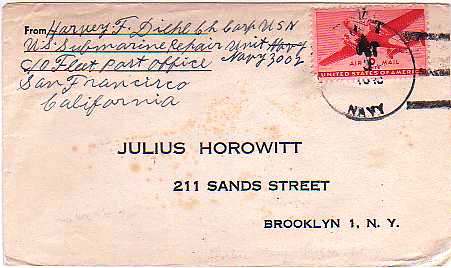 From Harvey F. Diehl Ch Carp USN
U.S. Submarine Repair Unit Navy
Navy 3002
C/O Fleet Post Office
San Francisco
California
AIR MAIL
UNITED STATES OF AMERICA
NAVY
JULIUS HOROWITT
211 SANDS STREET
BROOKLYN 1, N. Y.